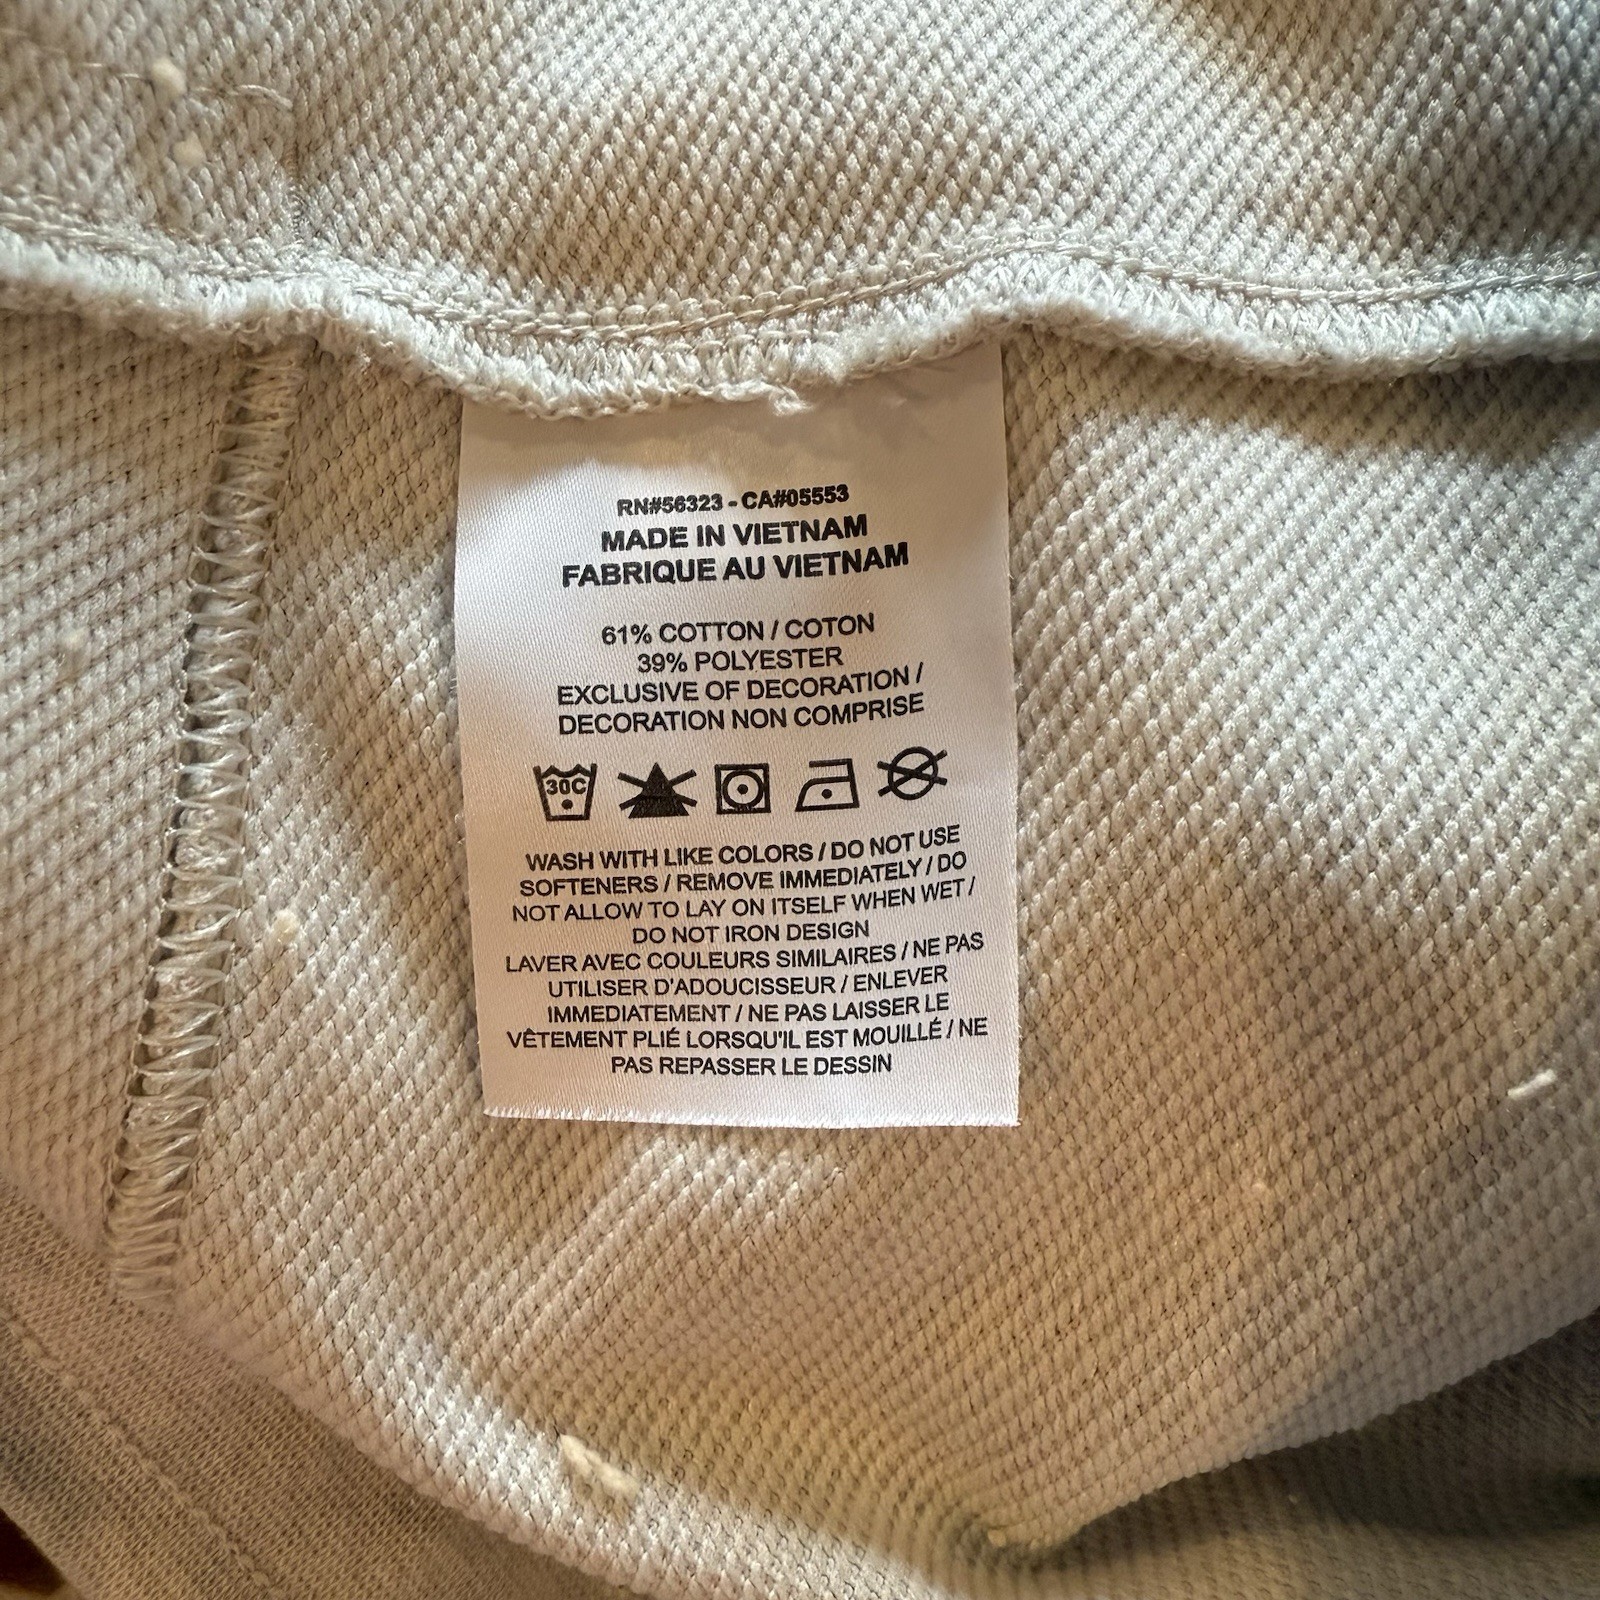 RN#56323 - CA#05553
MADE IN VIETNAM
FABRIQUE AU VIETNAM
61% COTTON / COTON
39% POLYESTER
EXCLUSIVE OF DECORATION /
DECORATION NON COMPRISE
30C
WASH WITH LIKE COLORS / DO NOT USE
SOFTENERS / REMOVE IMMEDIATELY / DO
NOT ALLOW TO LAY ON ITSELF WHEN WET /
DO NOT IRON DESIGN
LAVER AVEC COULEURS SIMILAIRES / NE PAS
UTILISER D'ADOUCISSEUR / ENLEVER
IMMEDIATEMENT / NE PAS LAISSER LE
VÊTEMENT PLIÉ LORSQU'IL EST MOUILLÉ / NE
PAS REPASSER LE DESSIN